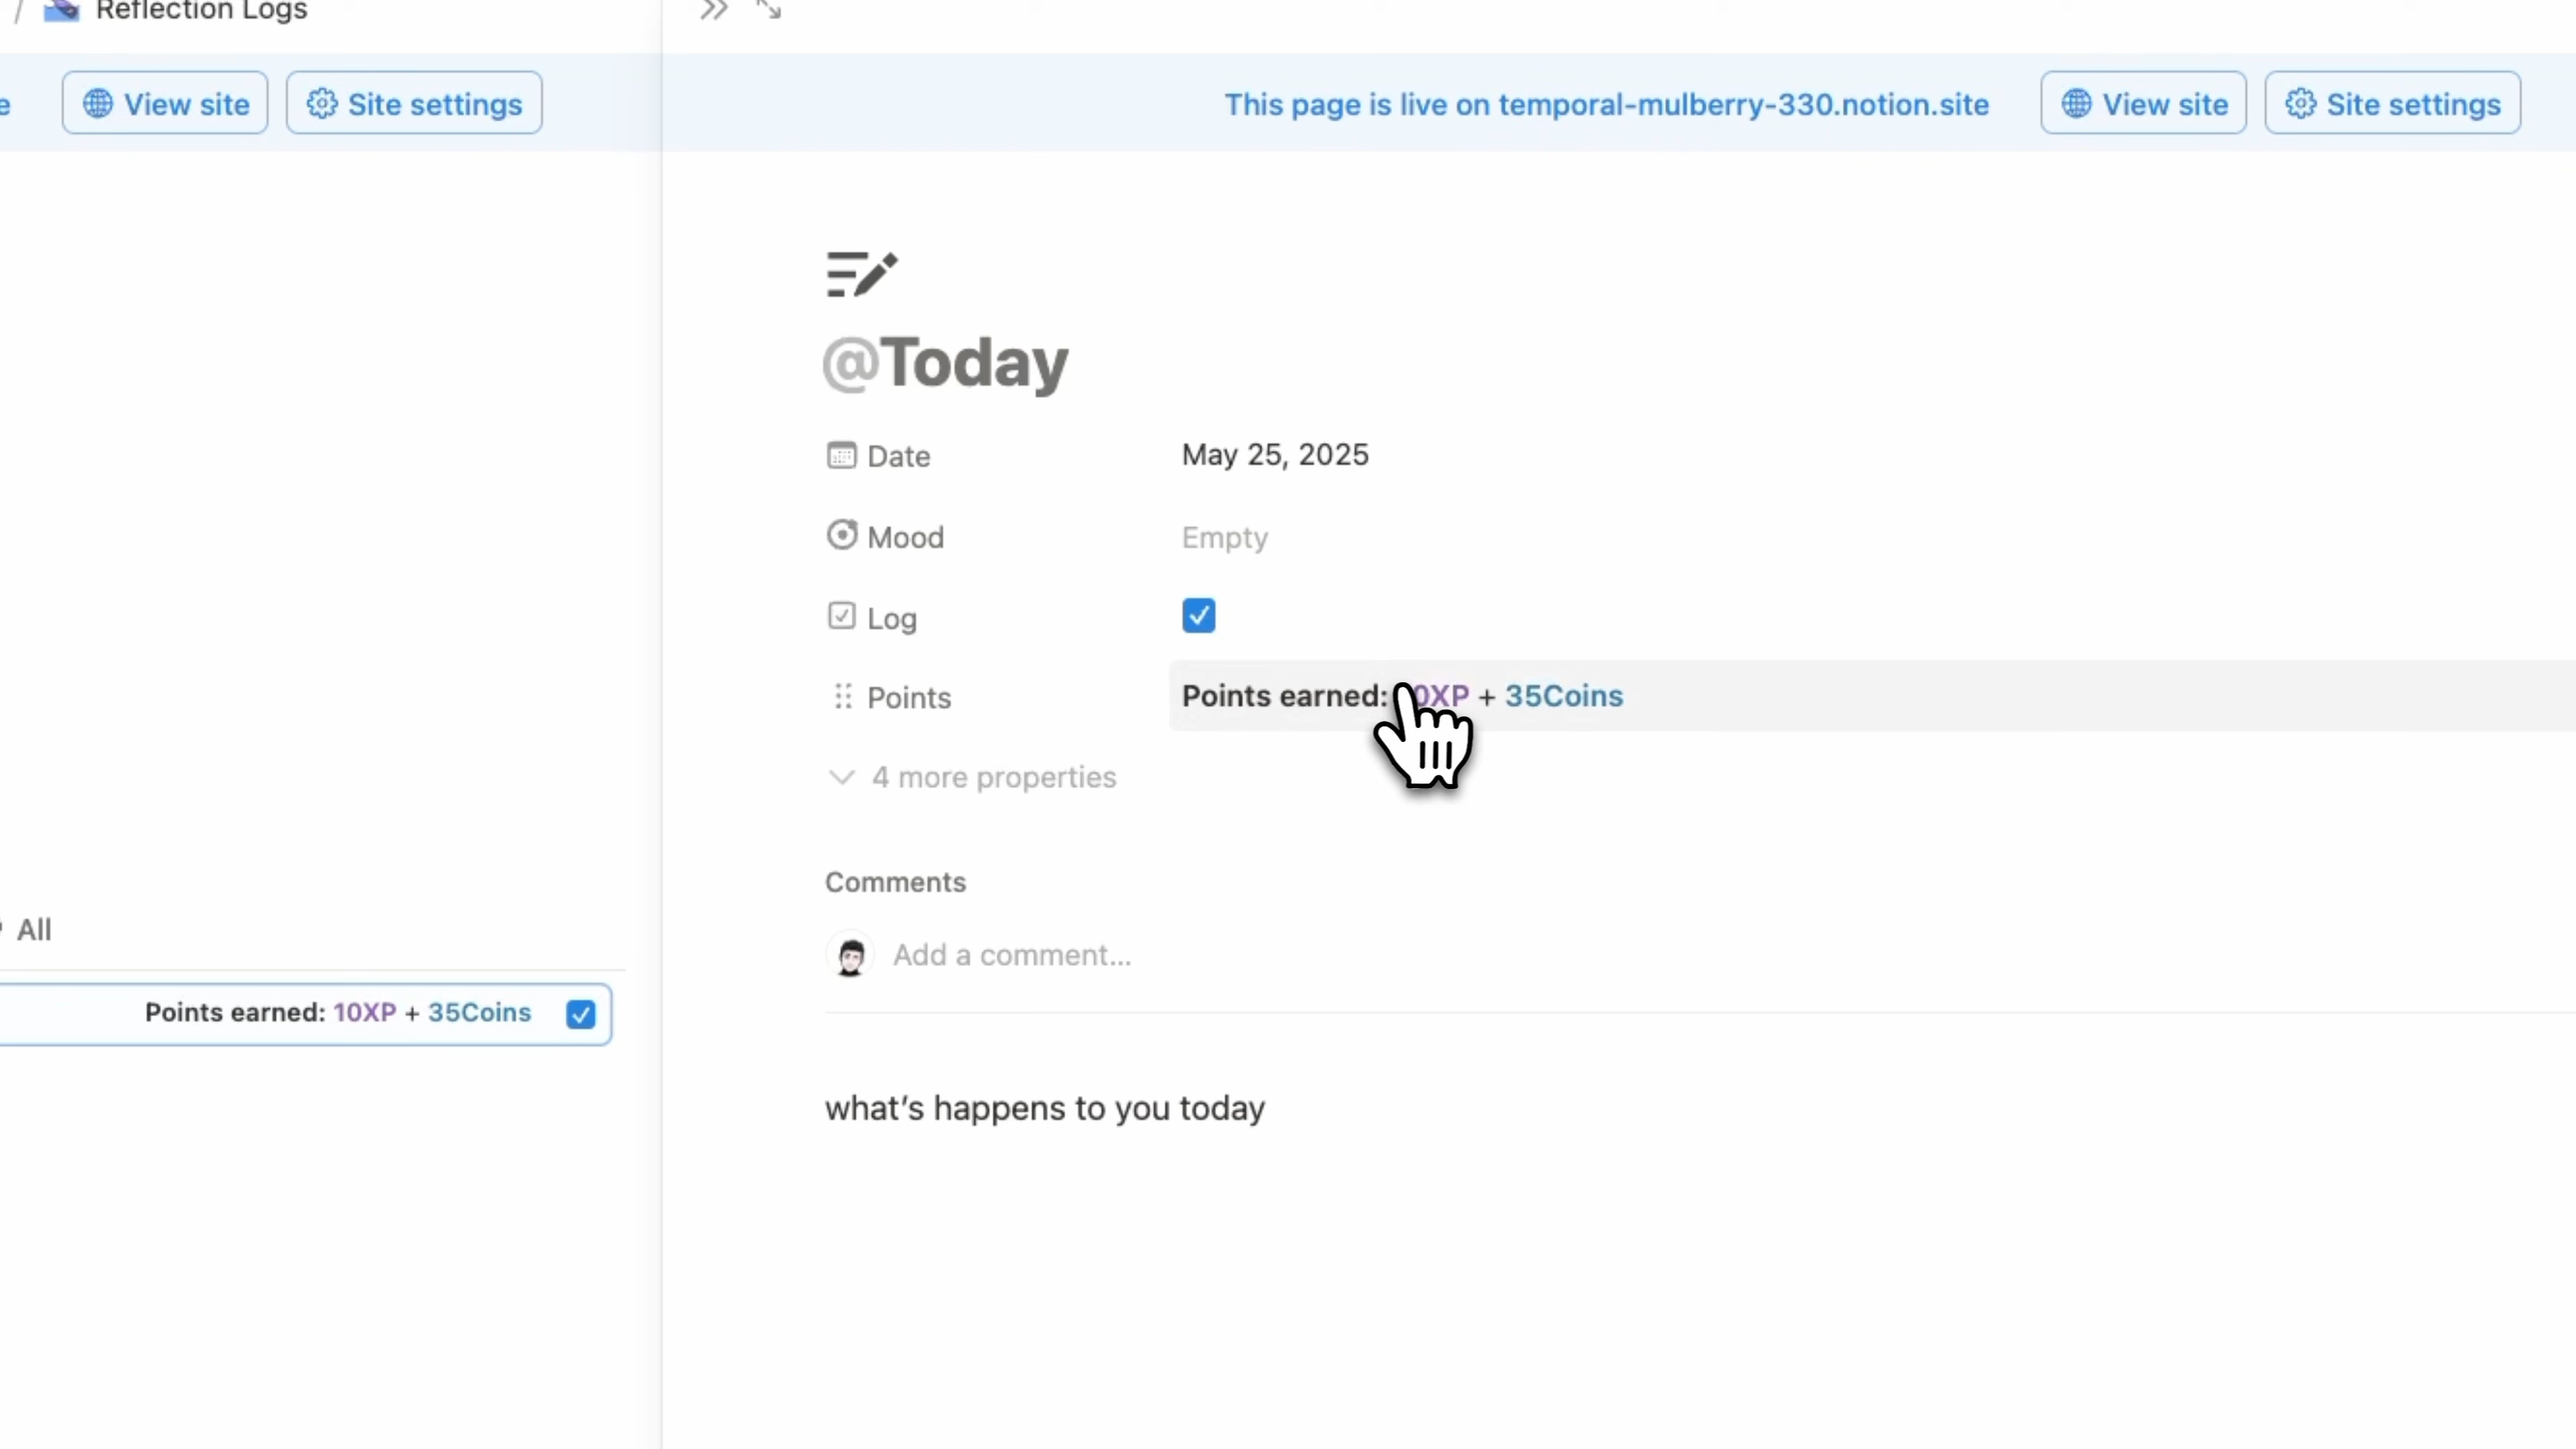 / Reflection Logs
View site
Site settings
All
Points earned: 10XP + 35Coins
This page is live on temporal-mulberry-330.notion.site
View site
Site settings
@Today
Date May 25, 2025
Mood Empty
Log
Points Points earned: 0XP + 35Coins
4 more properties
Comments
Add a comment...
what's happens to you today